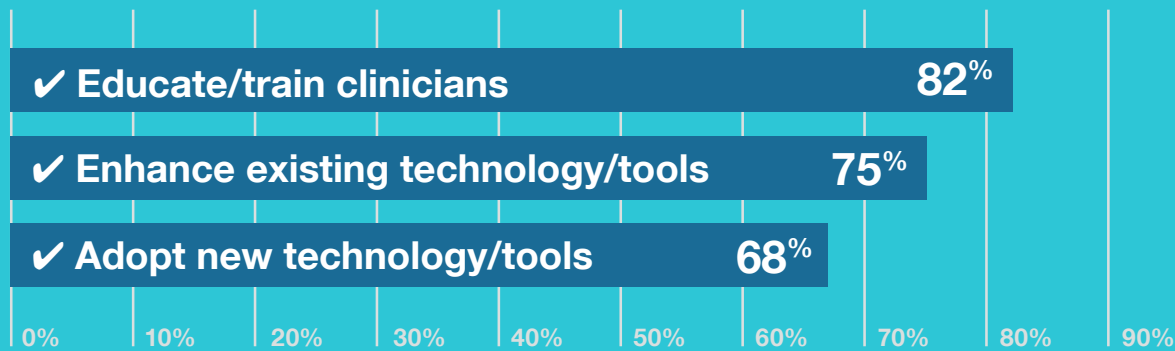 ✔ Educate/train clinicians 82%
✔ Enhance existing technology/tools 75%
✔ Adopt new technology/tools 68%
0% 10% 20% 30% 40% 50% 60% 70% 80% 90%